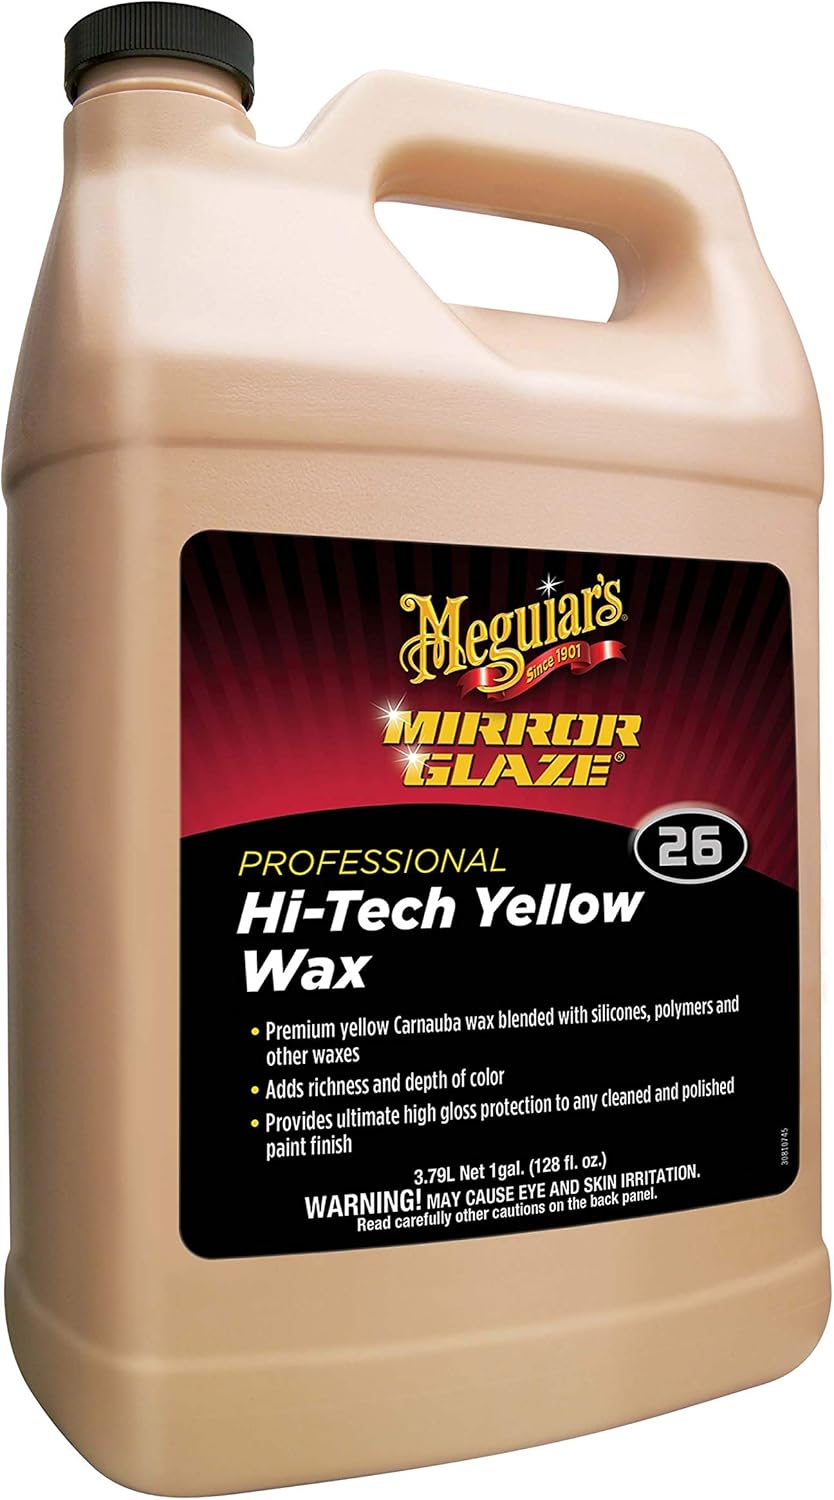 Meguiar's®
Since 1901
MIRROR
GLAZE®
26
PROFESSIONAL
Hi-Tech Yellow
Wax
• Premium yellow Carnauba wax blended with silicones, polymers and
other waxes
• Adds richness and depth of color
• Provides ultimate high gloss protection to any cleaned and polished
paint finish
3.79L Net 1gal. (128 fl. oz.)
WARNING! MAY CAUSE EYE AND SKIN IRRITATION.
Read carefully other cautions on the back panel.
30810745